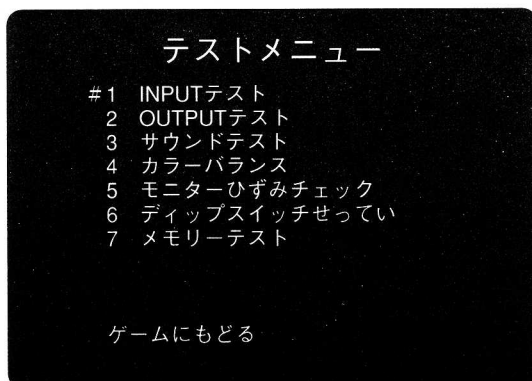 テストメニュー
#1 INPUTテスト
2 OUTPUTテスト
3 サウンドテスト
4 カラーバランス
5 モニターひずみチェック
6 ディップスイッチせってい
7 メモリーテスト
ゲームにもどる